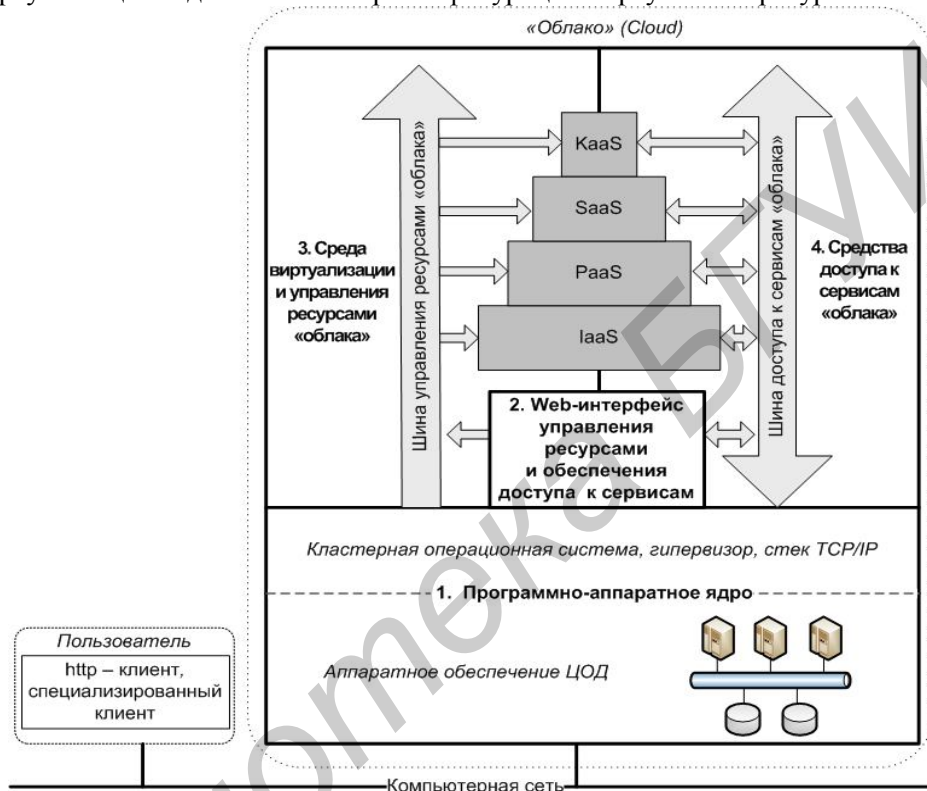 «Облако» (Cloud)
Шина управления ресурсами «облака»
KaaS
SaaS
PaaS
IaaS
Шина доступа к сервисам «облака»
3. Среда
виртуализации
и управления
ресурсами
«облака»
4. Средства
доступа к
сервисам
«облака»
2. Web-интерфейс
управления
ресурсами
и обеспечения
доступа к сервисам
Кластерная операционная система, гипервизор, стек TCP/IP
1. Программно-аппаратное ядро
Аппаратное обеспечение ЦОД
Пользователь
http – клиент,
специализированный
клиент
Компьютерная сеть